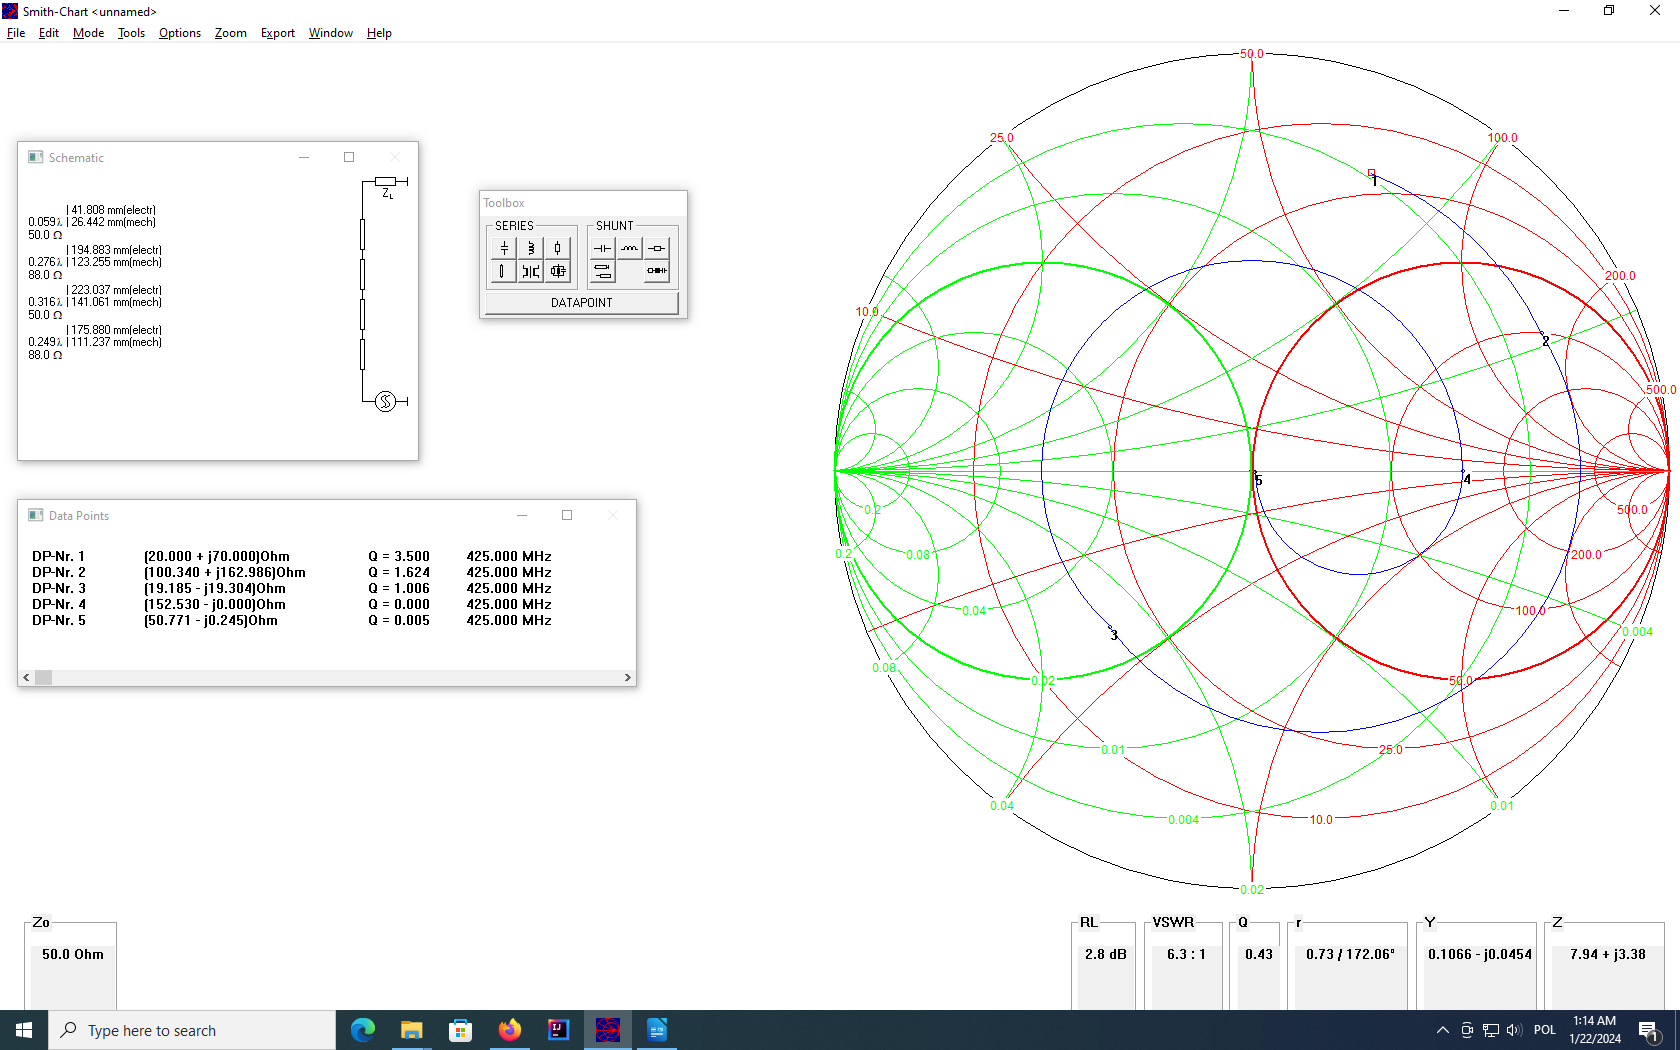 Smith-Chart <unnamed>
File Edit Mode Tools Options Zoom Export Window Help
Schematic
Z L
| 41.808 mm(electr)
0.059λ | 26.442 mm(mech)
50.0 Ω
| 194.883 mm(electr)
0.276λ | 123.255 mm(mech)
88.0 Ω
| 223.037 mm(electr)
0.316λ | 141.061 mm(mech)
50.0 Ω
| 175.880 mm(electr)
0.249λ | 111.237 mm(mech)
88.0 Ω
Toolbox
SERIES SHUNT
DATAPOINT
Data Points
DP-Nr. 1 (20.000 + j70.000)Ohm Q = 3.500 425.000 MHz
DP-Nr. 2 (100.340 + j162.986)Ohm Q = 1.624 425.000 MHz
DP-Nr. 3 (19.185 - j19.304)Ohm Q = 1.006 425.000 MHz
DP-Nr. 4 (152.530 - j0.000)Ohm Q = 0.000 425.000 MHz
DP-Nr. 5 (50.771 - j0.245)Ohm Q = 0.005 425.000 MHz
50.0
25.0 100.0
1
200.0
10.0
2
500.0
5 4
0.2 500.0
0.2 0.08 200.0
0.04 100.0
3 0.004
0.08
0.02 50.0
0.01 25.0
0.04 0.01
0.004 10.0
0.02
Zo
50.0 Ohm
RL VSWR Q r Y Z
2.8 dB 6.3 : 1 0.43 0.73 / 172.06° 0.1066 - j0.0454 7.94 + j3.38
Type here to search
IJ
POL
1:14 AM
1/22/2024
1